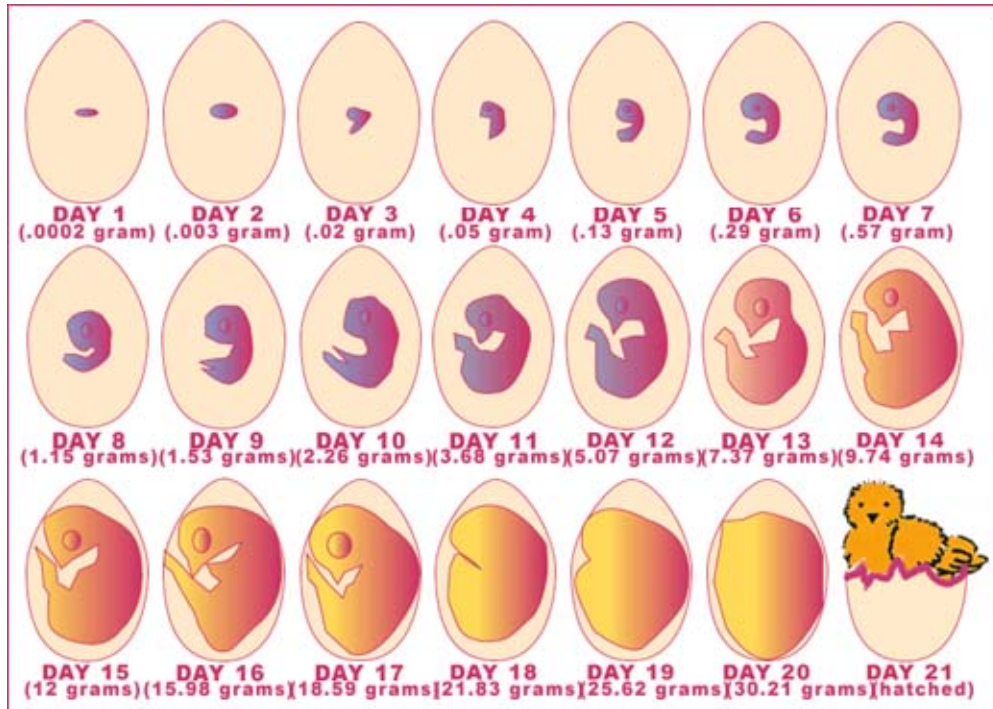 DAY 1 DAY 2 DAY 3 DAY 4 DAY 5 DAY 6 DAY 7
(.0002 gram) (.003 gram) (.02 gram) (.05 gram) (.13 gram) (.29 gram) (.57 gram)
DAY 8 DAY 9 DAY 10 DAY 11 DAY 12 DAY 13 DAY 14
(1.15 grams) (1.53 grams) (2.26 grams) (3.68 grams) (5.07 grams) (7.37 grams) (9.74 grams)
DAY 15 DAY 16 DAY 17 DAY 18 DAY 19 DAY 20 DAY 21
(12 grams) (15.98 grams) (18.59 grams) (21.83 grams) (25.62 grams) (30.21 grams) (hatched)